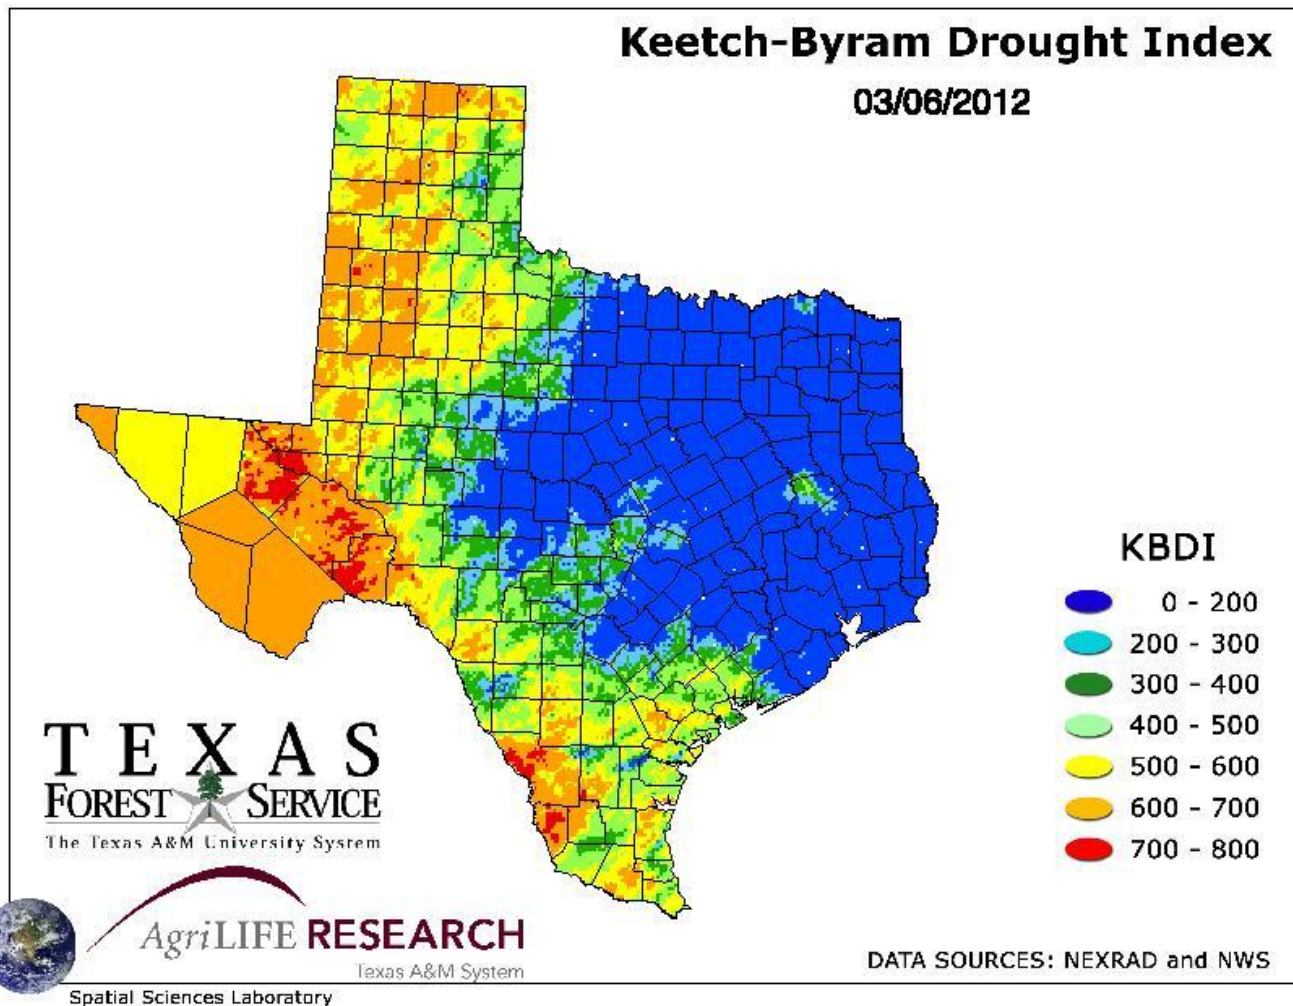 Keetch-Byram Drought Index
03/06/2012
KBDI
0 - 200
200 - 300
300 - 400
400 - 500
500 - 600
600 - 700
700 - 800
TEXAS
FOREST SERVICE
The Texas A&M University System
AgriLIFE RESEARCH
Texas A&M System
Spatial Sciences Laboratory
DATA SOURCES: NEXRAD and NWS